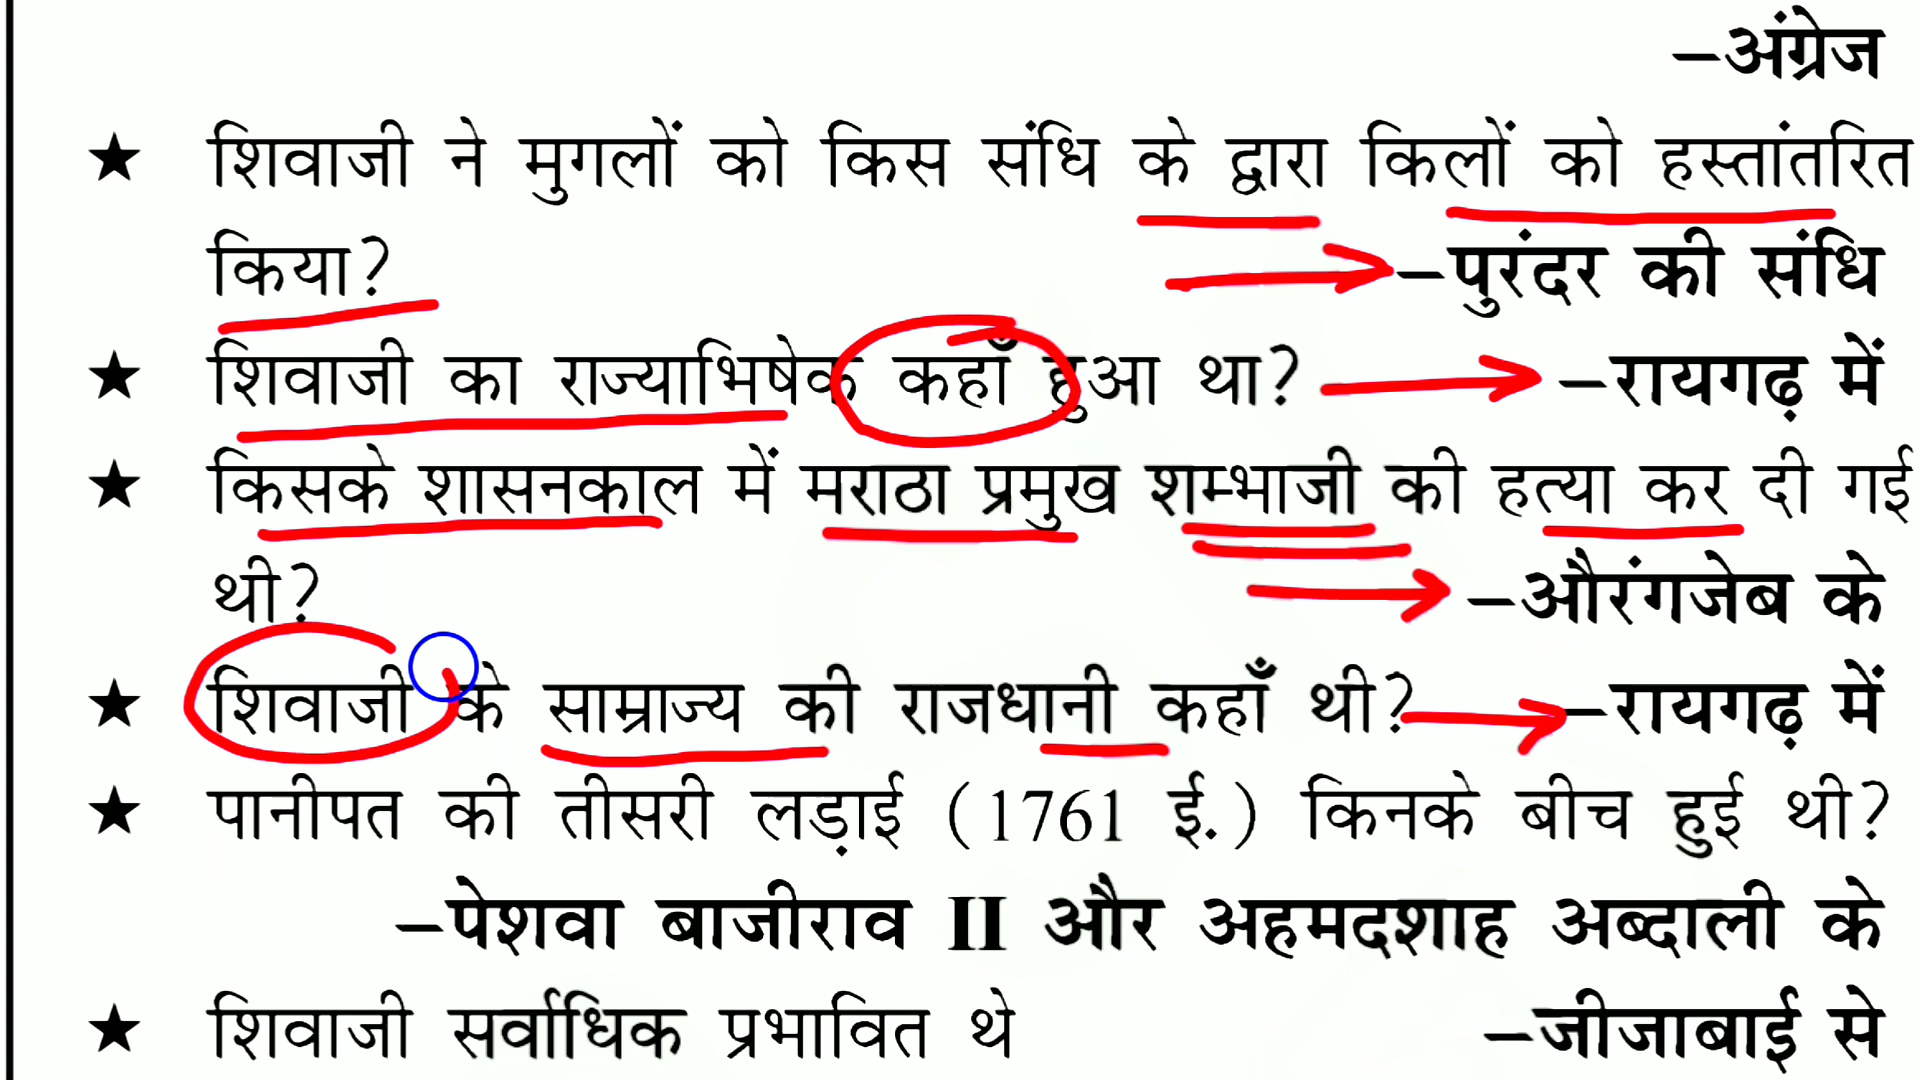 –अंग्रेज
★ शिवाजी ने मुगलों को किस संधि के द्वारा किलों को हस्तांतरित
किया? –पुरंदर की संधि
★ शिवाजी का राज्याभिषेक कहाँ हुआ था? –रायगढ़ में
★ किसके शासनकाल में मराठा प्रमुख शम्भाजी की हत्या कर दी गई
थी? –औरंगजेब के
★ शिवाजी के साम्राज्य की राजधानी कहाँ थी? –रायगढ़ में
★ पानीपत की तीसरी लड़ाई (1761 ई.) किनके बीच हुई थी?
–पेशवा बाजीराव II और अहमदशाह अब्दाली के
★ शिवाजी सर्वाधिक प्रभावित थे –जीजाबाई से